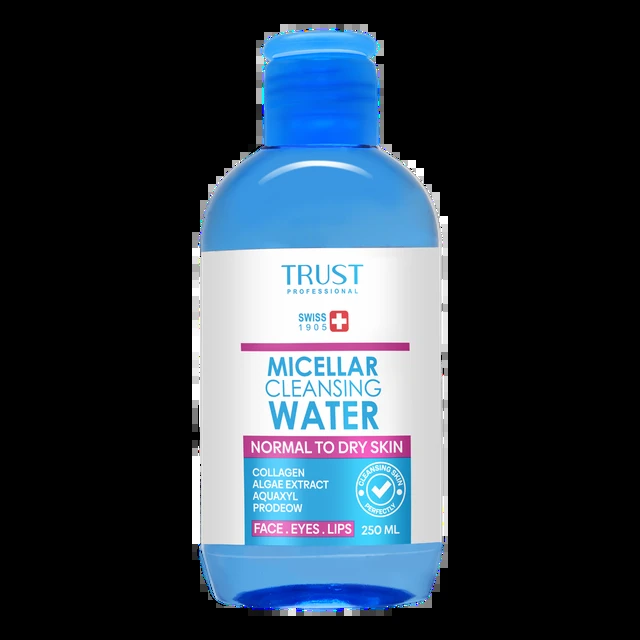 TRUST
PROFESSIONAL
SWISS
1905
MICELLAR
CLEANSING
WATER
NORMAL TO DRY SKIN
COLLAGEN
ALGAE EXTRACT
AQUAXYL
PRODEOW
CLEANSING SKIN
PERFECTLY
FACE . EYES . LIPS
250 ML